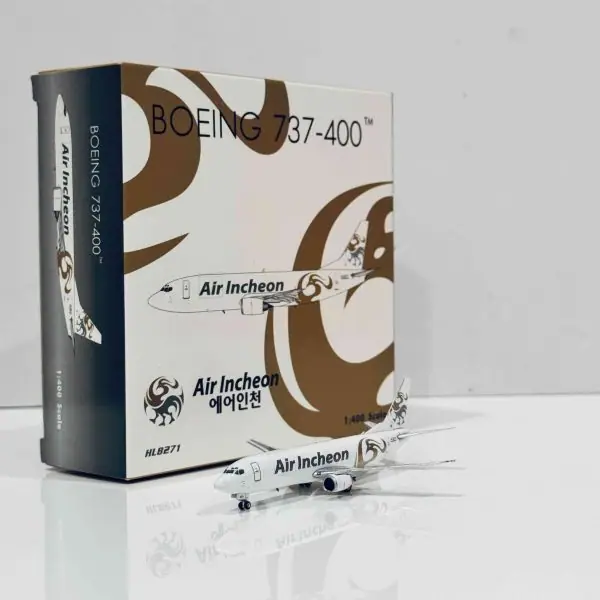 BOEING 737-400™
Air Incheon
Air Incheon
에어인천
1:400 Scale
HL8271
BOEING 737-400™
Air Incheon
1:400 Scale
Air Incheon